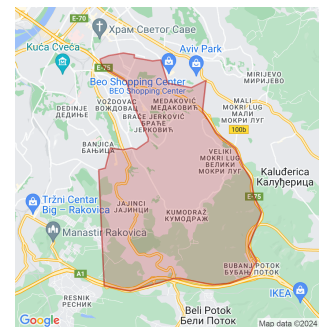 E-70
Храм Светог Саве
Кућа Cveća
E-75
Avio Park
Beo Shopping Center
BEO Shopping Center
MIRIJEVO
МИРИЈЕВО
VOŽDOVAC
ВОЖДОВАЦ
MEDAKOVIĆ
МЕДАКОВИЋ
DEDINJE
ДЕДИЊЕ
BRAĆE JERKOVIĆ
БРАЋЕ
ЈЕРКОВИЋ
MALI
MOKRI LUG
МАЛИ
МОКРИ ЛУГ
100b
BANJICA
БАЊИЦА
VELIKI
MOKRI LUG
ВЕЛИКИ
МОКРИ ЛУГ
Kaluđerica
Калуђерица
E-75
Tržni Centar
Big – Rakovica
JAJINCI
ЈАЈИНЦИ
KUMODRAŽ
КУМОДРАЖ
Manastir Rakovica
BUBANJ POTOK
БУБАЊ ПОТОК
A1
RESNIK
РЕСНИК
IKEA
Beli Potok
Бели Поток
Google
Map data ©2024